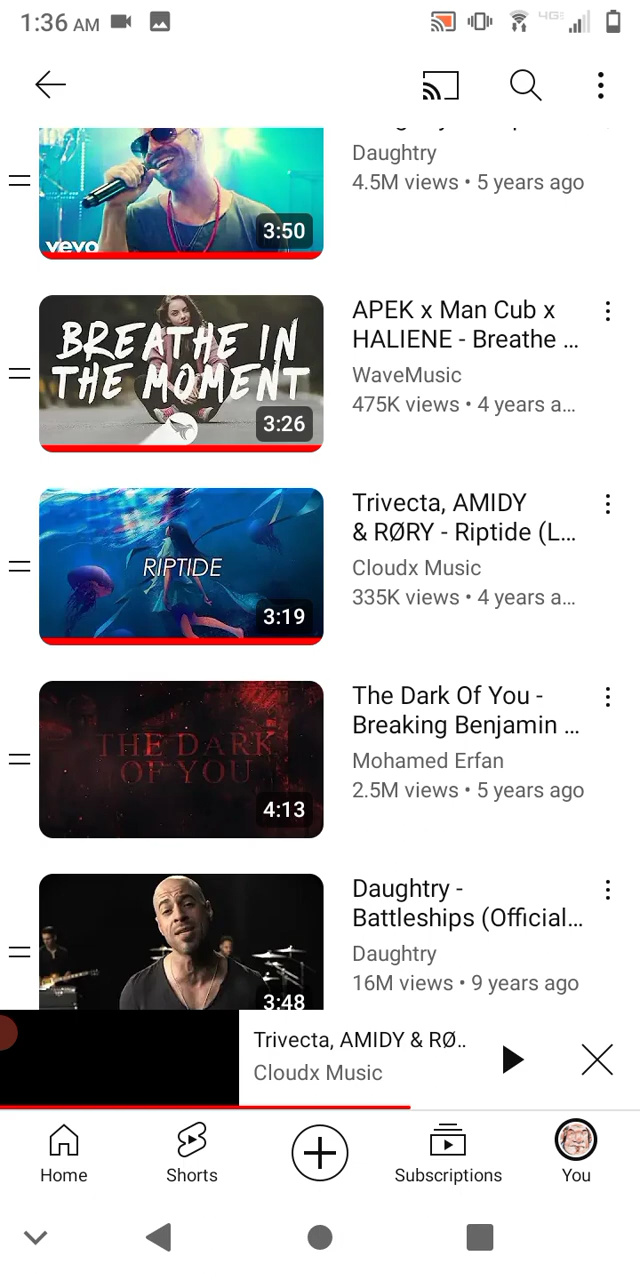 1:36 AM
4GE
Daughtry
4.5M views • 5 years ago
vevo
3:50
APEK x Man Cub x
HALIENE - Breathe ...
WaveMusic
475K views • 4 years a...
BREATHE IN
THE MOMENT
3:26
Trivecta, AMIDY
& RØRY - Riptide (L...
Cloudx Music
335K views • 4 years a...
RIPTIDE
3:19
The Dark Of You -
Breaking Benjamin ...
Mohamed Erfan
2.5M views • 5 years ago
THE DARK
OF YOU
4:13
Daughtry -
Battleships (Official...
Daughtry
16M views • 9 years ago
3:48
Trivecta, AMIDY & RØ..
Cloudx Music
Home
Shorts
Subscriptions
You